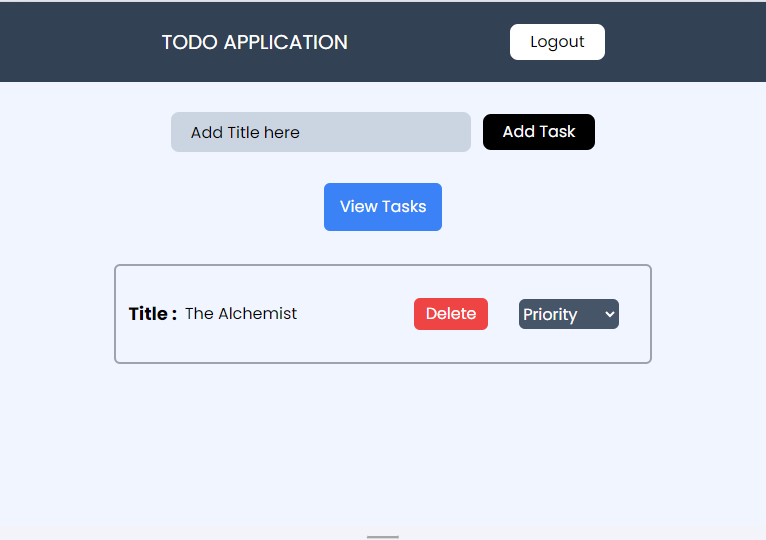 TODO APPLICATION Logout
Add Title here Add Task
View Tasks
Title : The Alchemist Delete Priority